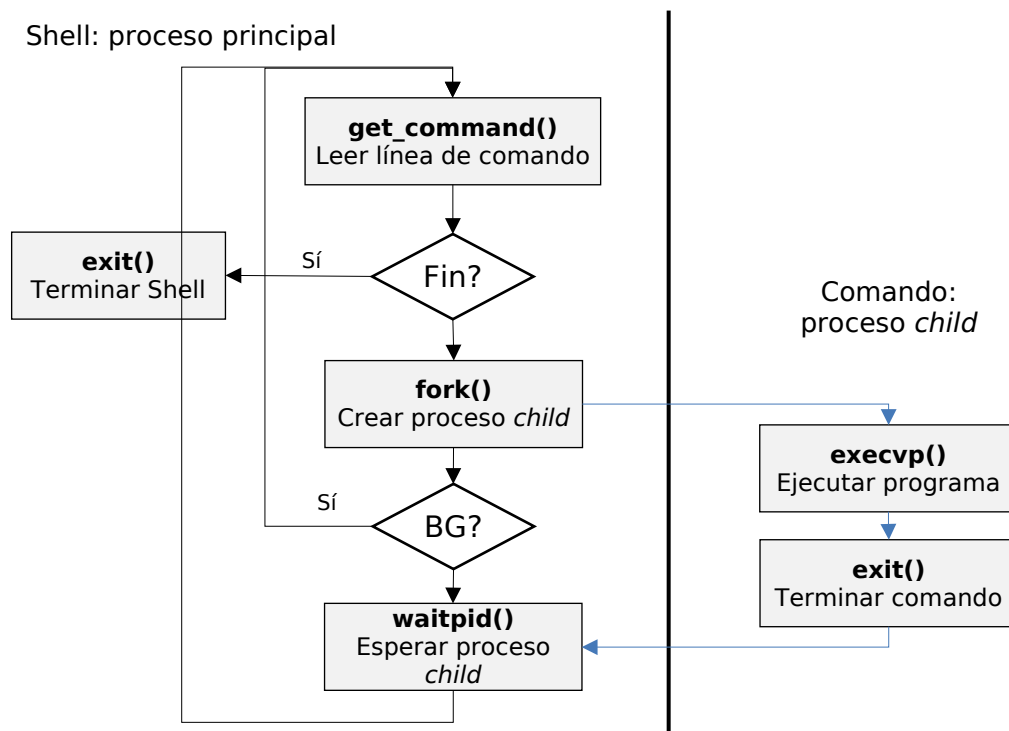 Shell: proceso principal
get_command()
Leer línea de comando
exit()
Terminar Shell
Sí
Fin?
Comando:
proceso child
fork()
Crear proceso child
execvp()
Ejecutar programa
Sí
BG?
exit()
Terminar comando
waitpid()
Esperar proceso
child